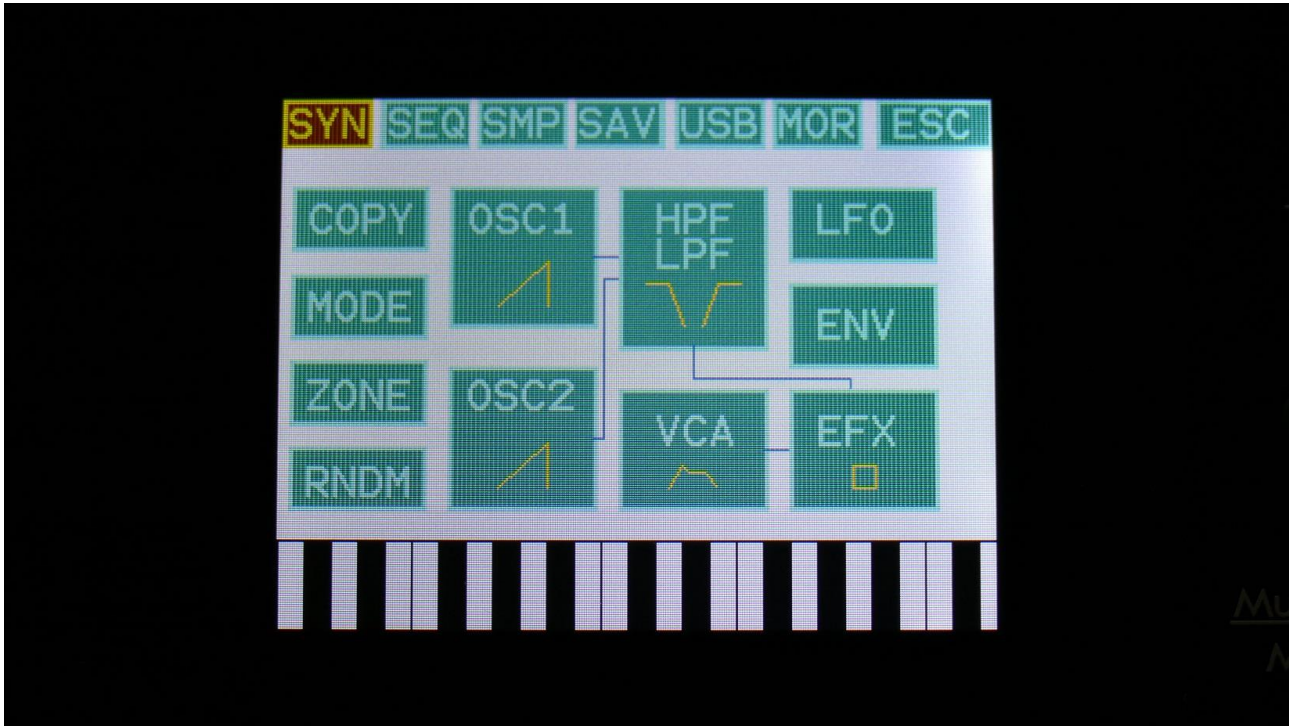 SYN SEQ SMP SAV USB MOR ESC
COPY OSC1 HPF LFO
LPF
MODE ENV
ZONE OSC2
VCA EFX
RNDM